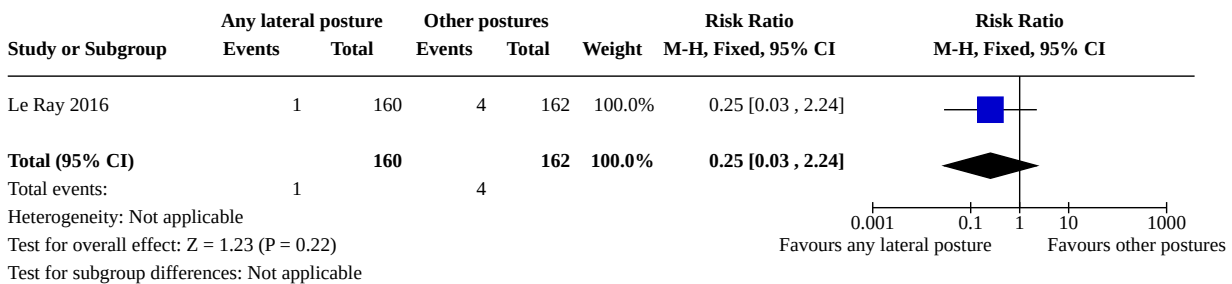 Any lateral posture Other postures Risk Ratio Risk Ratio
Study or Subgroup Events Total Events Total Weight M-H, Fixed, 95% CI M-H, Fixed, 95% CI
Le Ray 2016 1 160 4 162 100.0% 0.25 [0.03 , 2.24]
Total (95% CI) 160 162 100.0% 0.25 [0.03 , 2.24]
Total events: 1 4
Heterogeneity: Not applicable
0.001 0.1 1 10 1000
Test for overall effect: Z = 1.23 (P = 0.22) Favours any lateral posture Favours other postures
Test for subgroup differences: Not applicable